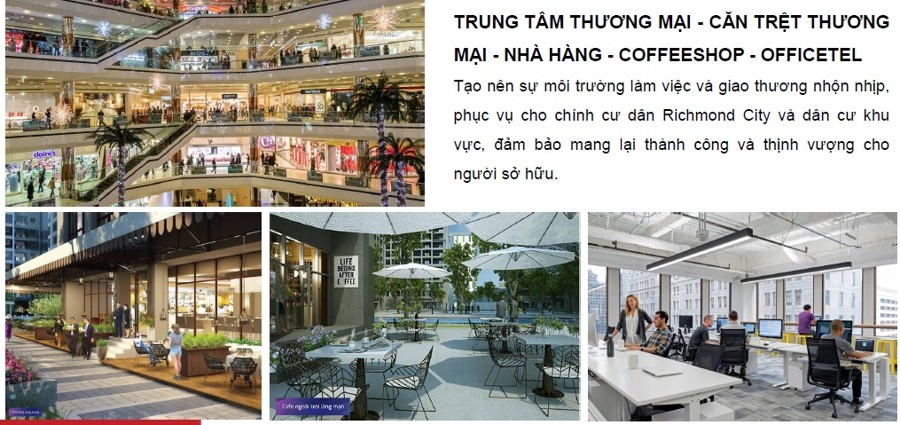 TRUNG TÂM THƯƠNG MẠI - CĂN TRỆT THƯƠNG
MẠI - NHÀ HÀNG - COFFEESHOP - OFFICETEL
Tạo nên sự môi trường làm việc và giao thương nhộn nhịp,
phục vụ cho chính cư dân Richmond City và dân cư khu
vực, đảm bảo mang lại thành công và thịnh vượng cho
người sở hữu.
claire's
LIFE
BEGINS
AFTER
COFFEE
Cafe ngoài trời lãng mạn